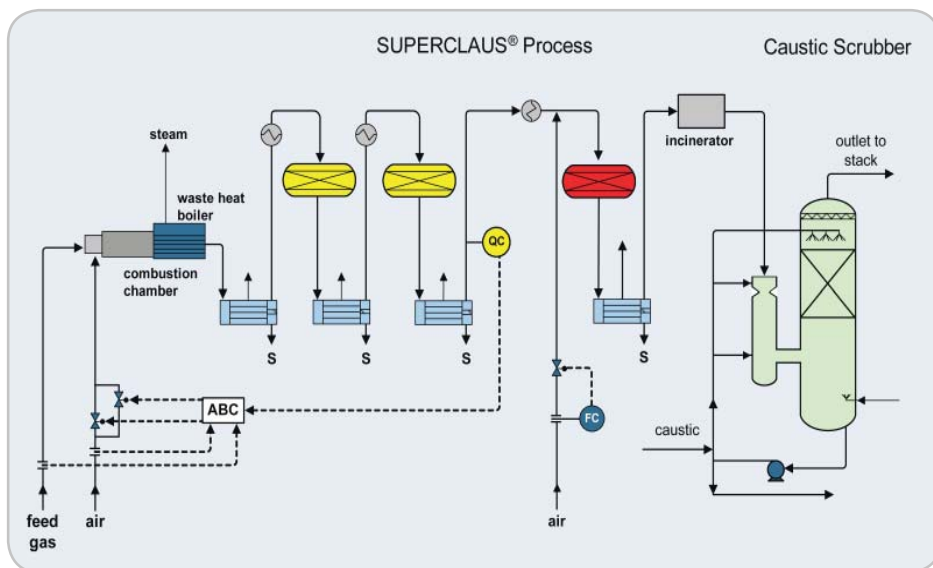 SUPERCLAUS® Process
Caustic Scrubber
steam
waste heat
boiler
combustion
chamber
incinerator
outlet to
stack
QC
S
S
S
S
ABC
FC
caustic
feed
gas
air
air